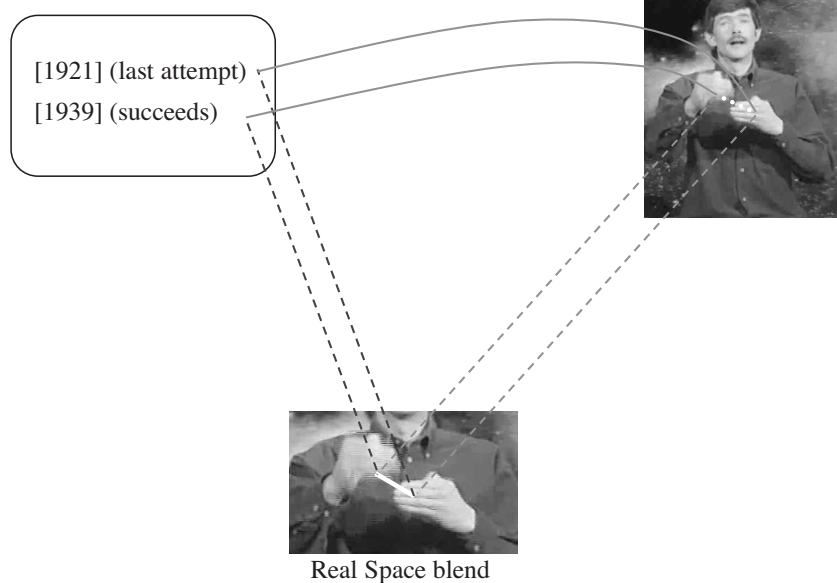 [1921] (last attempt)
[1939] (succeeds)
Real Space blend